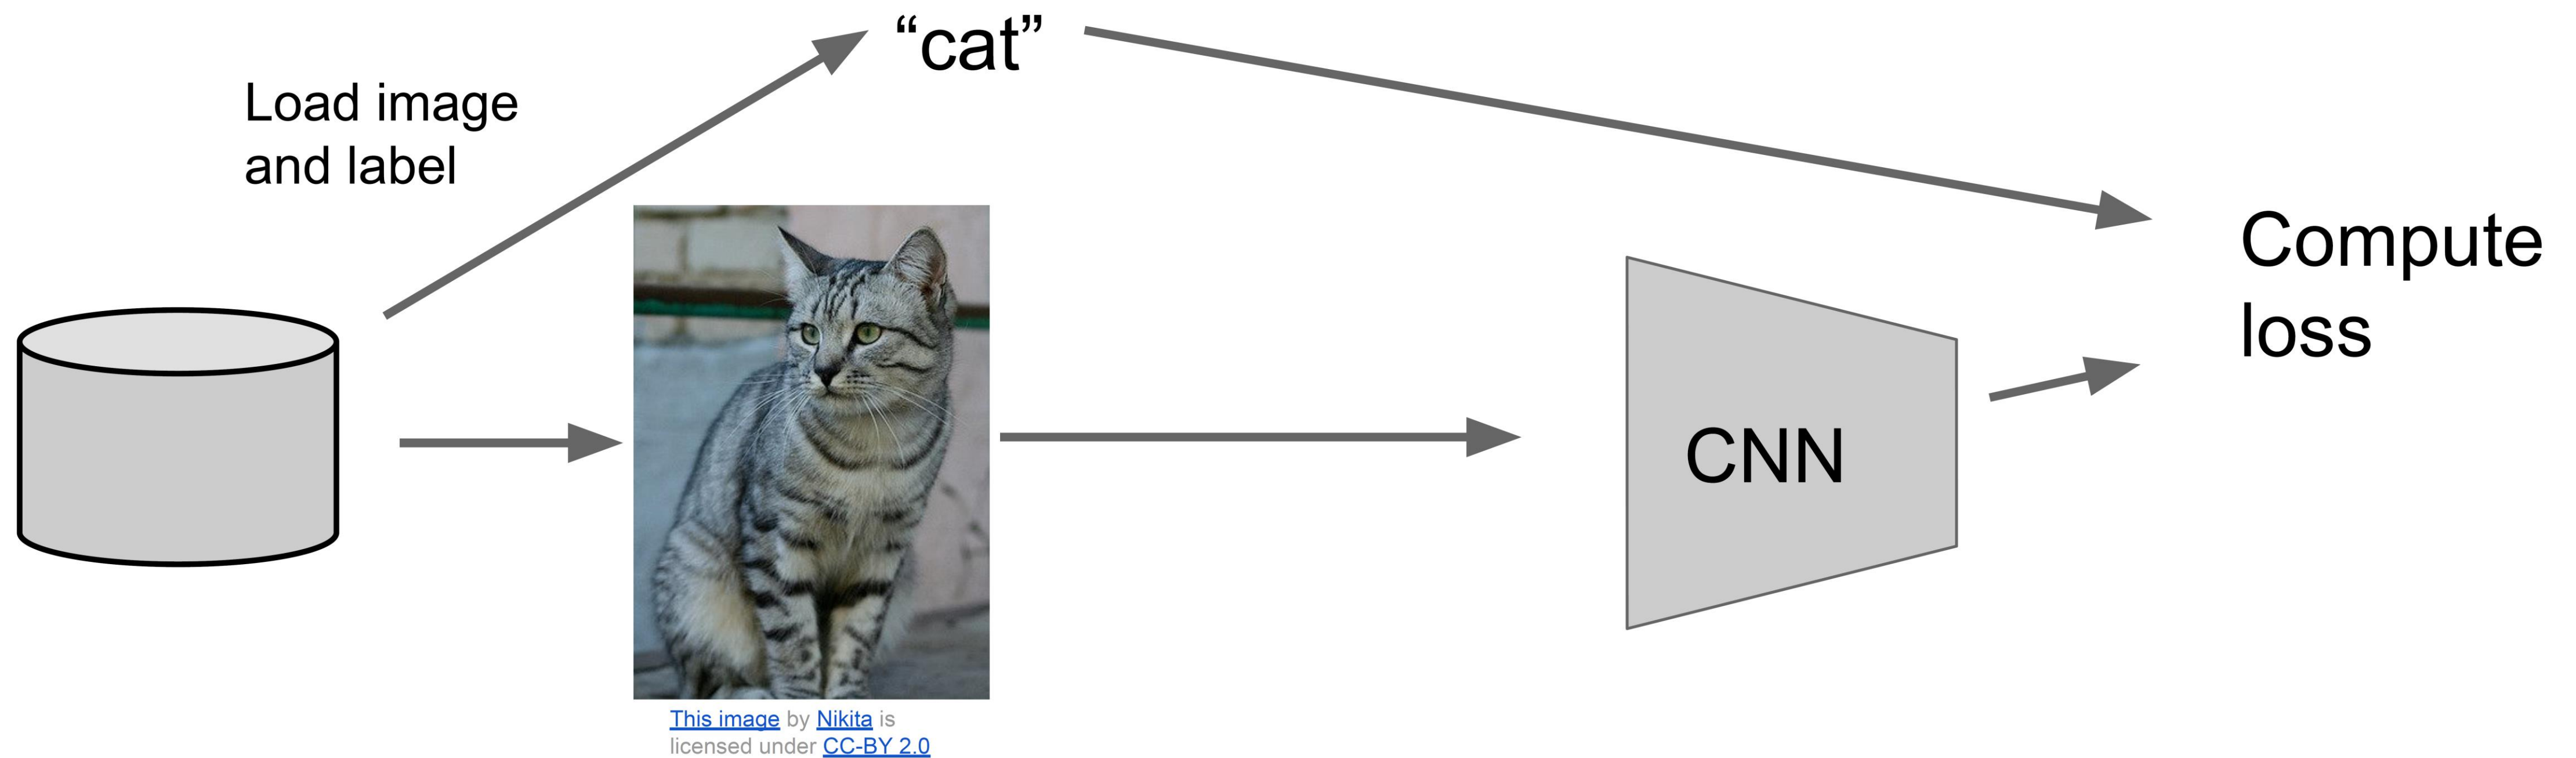 “cat”
Load image
and label
Compute
loss
CNN
This image by Nikita is
licensed under CC-BY 2.0